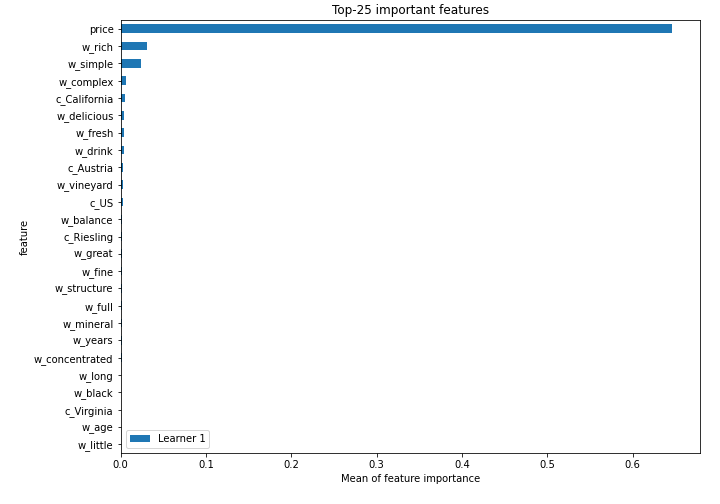 Top-25 important features
price
w_rich
w_simple
w_complex
c_California
w_delicious
w_fresh
w_drink
c_Austria
w_vineyard
c_US
w_balance
c_Riesling
w_great
w_fine
w_structure
w_full
w_mineral
w_years
w_concentrated
w_long
w_black
c_Virginia
w_age
w_little
feature
Learner 1
0.0 0.1 0.2 0.3 0.4 0.5 0.6
Mean of feature importance